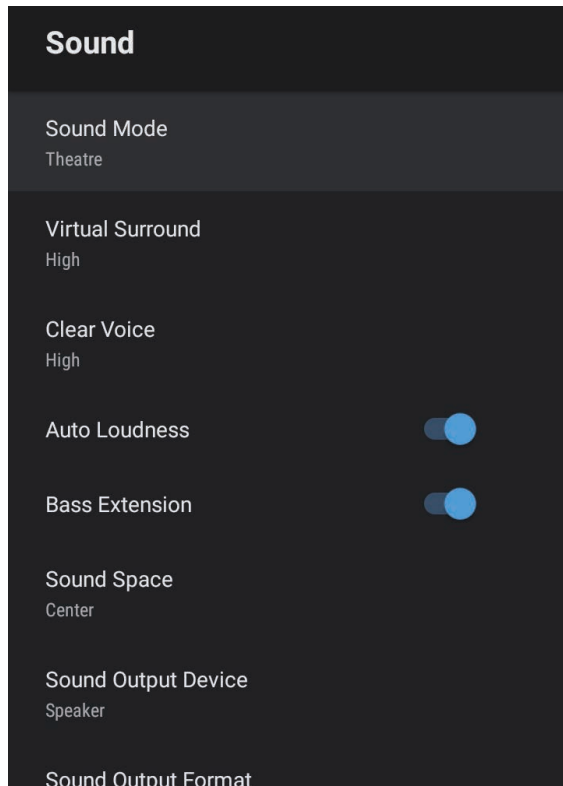 Sound
Sound Mode
Theatre
Virtual Surround
High
Clear Voice
High
Auto Loudness
Bass Extension
Sound Space
Center
Sound Output Device
Speaker
Sound Output Format